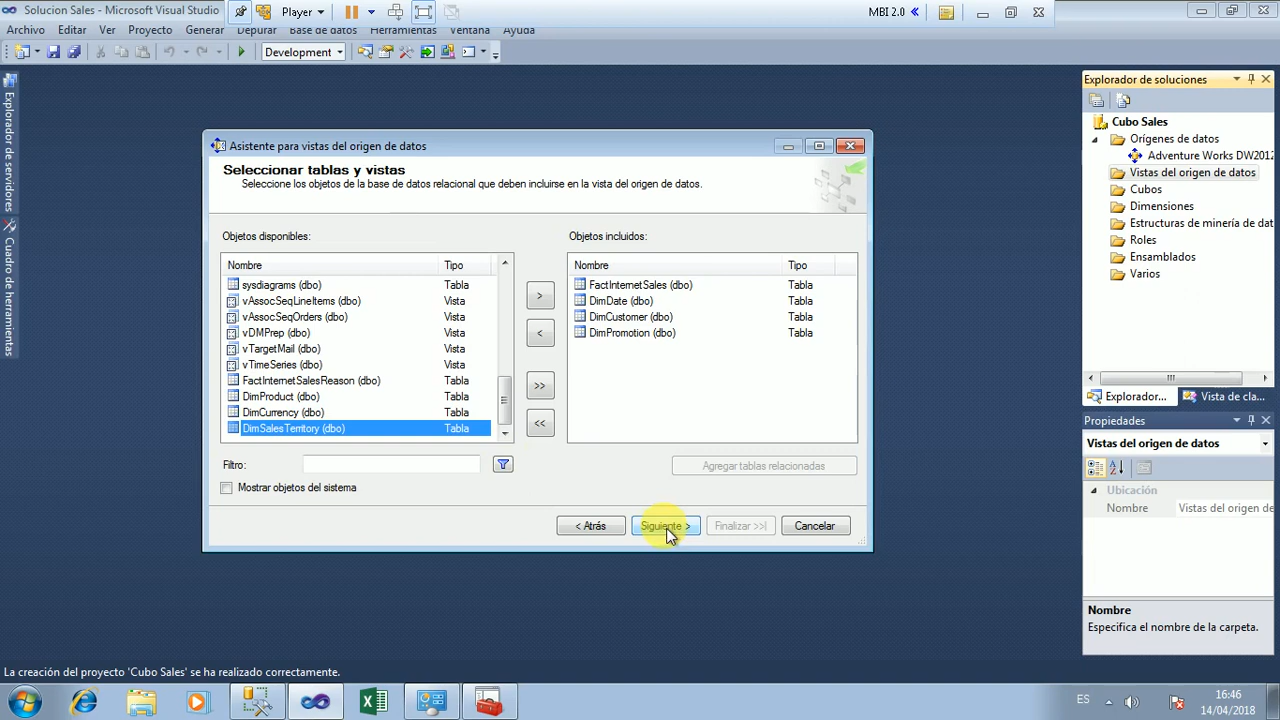 Solucion Sales - Microsoft Visual Studio
Player
MBI 2.0
Archivo Editar Ver Proyecto Generar Depurar Base de datos Herramientas Ventana Ayuda
Development
Explorador de servidores
Cuadro de herramientas
Asistente para vistas del origen de datos
Seleccionar tablas y vistas
Seleccione los objetos de la base de datos relacional que deben incluirse en la vista del origen de datos.
Objetos disponibles:
Nombre Tipo
sysdiagrams (dbo) Tabla
vAssocSeqLineItems (dbo) Vista
vAssocSeqOrders (dbo) Vista
vDMPrep (dbo) Vista
vTargetMail (dbo) Vista
vTimeSeries (dbo) Vista
FactInternetSalesReason (dbo) Tabla
DimProduct (dbo) Tabla
DimCurrency (dbo) Tabla
DimSalesTerritory (dbo) Tabla
>
<
>>
<<
Objetos incluidos:
Nombre Tipo
FactInternetSales (dbo) Tabla
DimDate (dbo) Tabla
DimCustomer (dbo) Tabla
DimPromotion (dbo) Tabla
Filtro:
Agregar tablas relacionadas
Mostrar objetos del sistema
< Atrás Siguiente > Finalizar >>| Cancelar
Explorador de soluciones
Cubo Sales
Orígenes de datos
Adventure Works DW2012
Vistas del origen de datos
Cubos
Dimensiones
Estructuras de minería de dat
Roles
Ensamblados
Varios
Explorador... Vista de cla...
Propiedades
Vistas del origen de datos
Ubicación
Nombre Vistas del origen de
Nombre
Especifica el nombre de la carpeta.
La creación del proyecto 'Cubo Sales' se ha realizado correctamente.
ES
16:46
14/04/2018